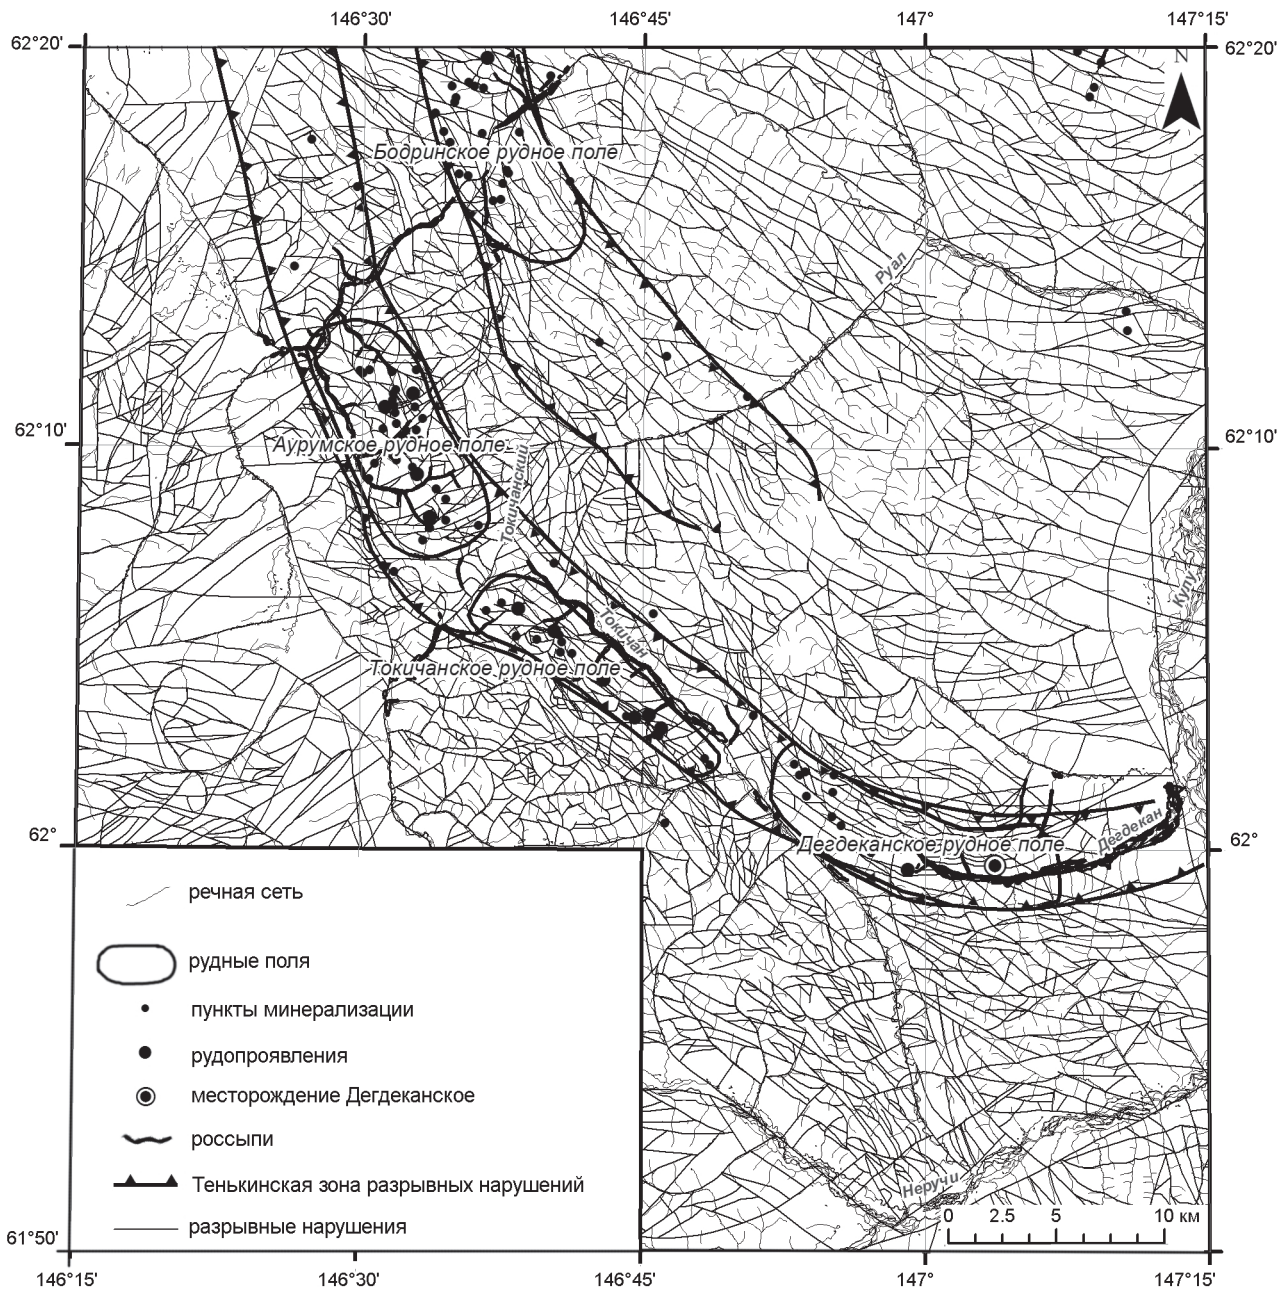 146°30' 146°45' 147° 147°15'
62°20' 62°20'
N
Бодринское рудное поле
Руал
62°10' 62°10'
Аурумское рудное поле
Токичанский
Кулу
Токичан
Токичанское рудное поле
62° 62°
Дегдекан
Дегдеканское рудное поле
речная сеть
рудные поля
пункты минерализации
рудопроявления
месторождение Дегдеканское
россыпи
Тенькинская зона разрывных нарушений
разрывные нарушения
Неручи
0 2.5 5 10 км
61°50'
146°15' 146°30' 146°45' 147° 147°15'